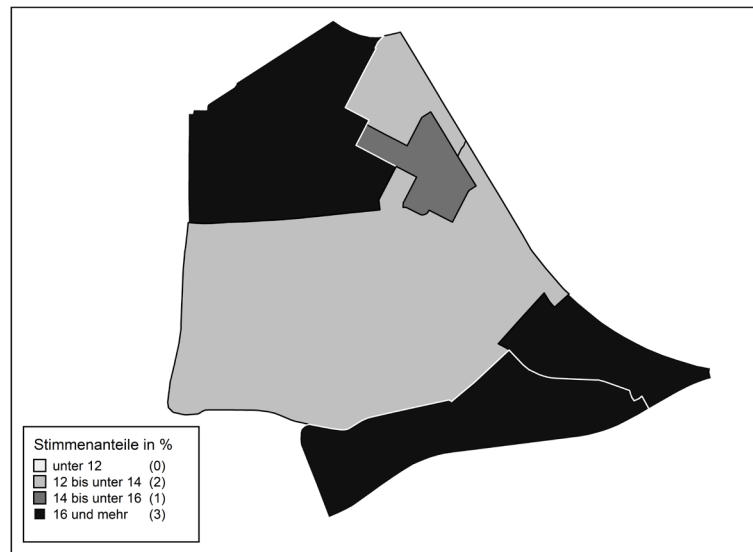 Stimmenanteile in %
unter 12 (0)
12 bis unter 14 (2)
14 bis unter 16 (1)
16 und mehr (3)